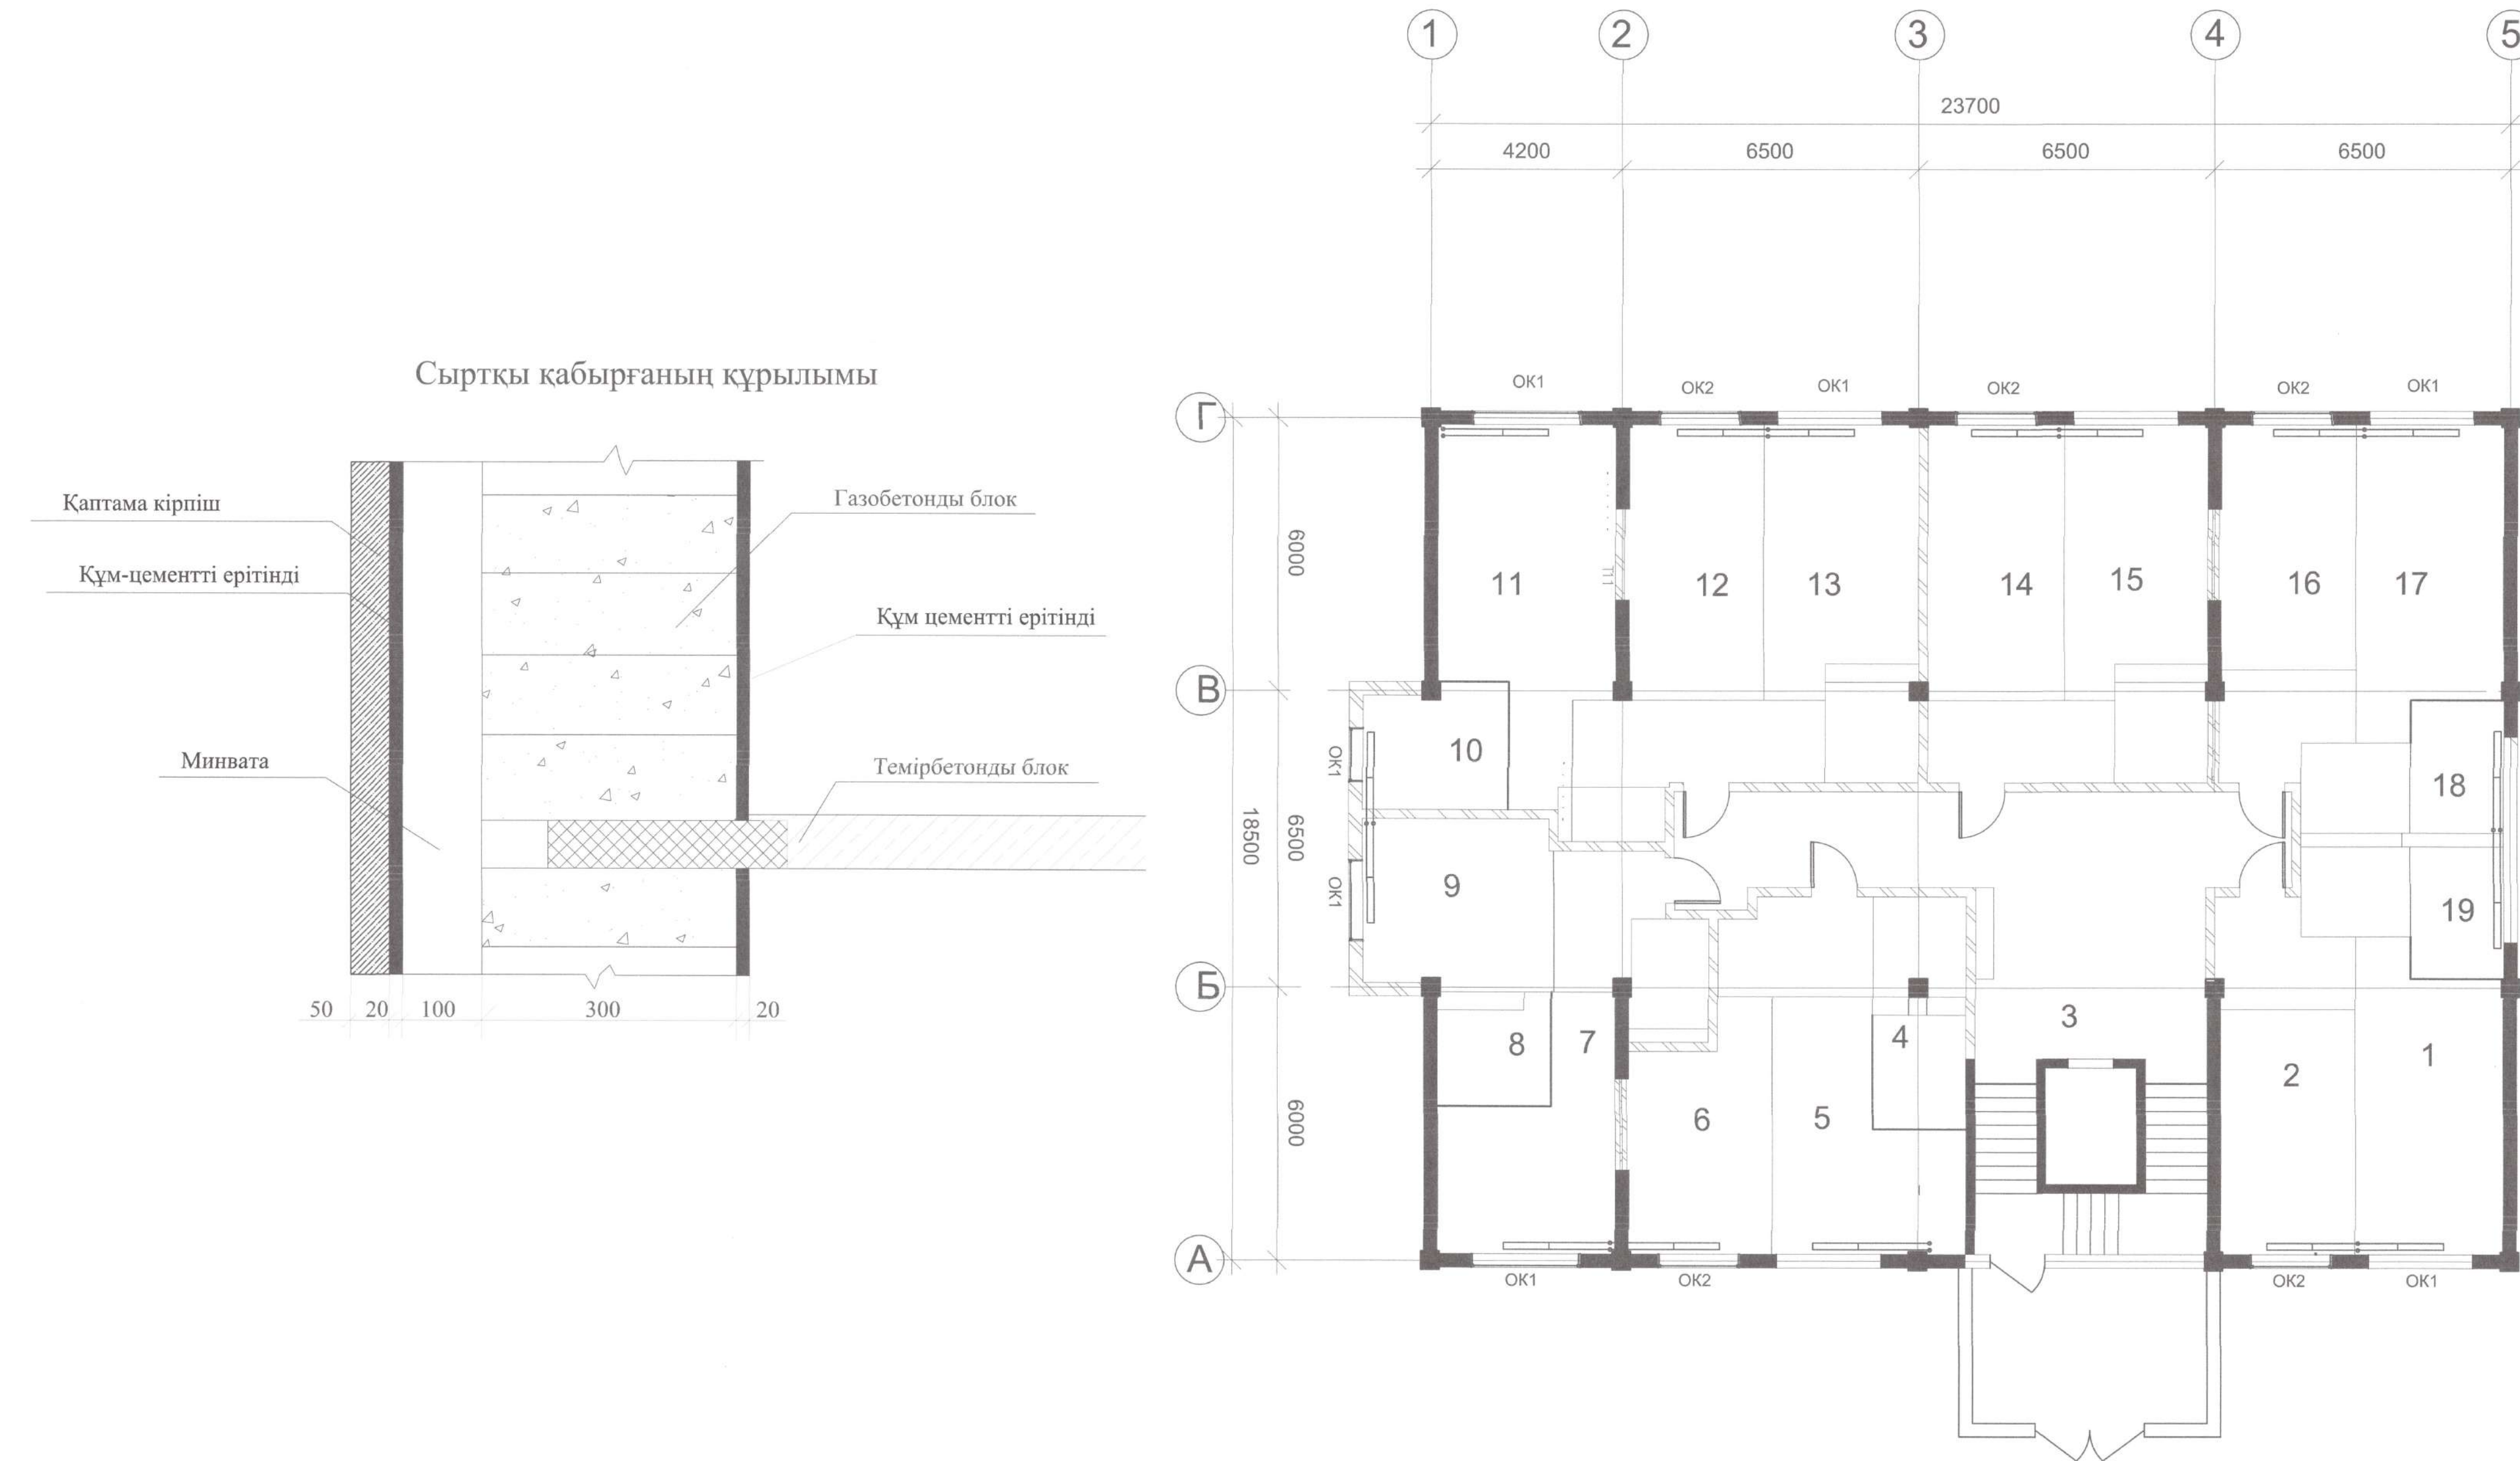 Сыртқы қабырғаның құрылымы
Қаптама кірпіш
Құм-цементті ерітінді
Минвата
Газобетонды блок
Құм цементті ерітінді
Темірбетонды блок
50 20 100 300 20
1 2 3 4 5
23700
4200 6500 6500 6500
ОК1 ОК2 ОК1 ОК2 ОК2 ОК1
Г
6000
11 12 13 14 15 16 17
Т11
В
10
ОК1
18
18500
6500
9
ОК1
19
Б
8 7 4 3
6000
6 5 2 1
А
ОК1 ОК2 ОК2 ОК1